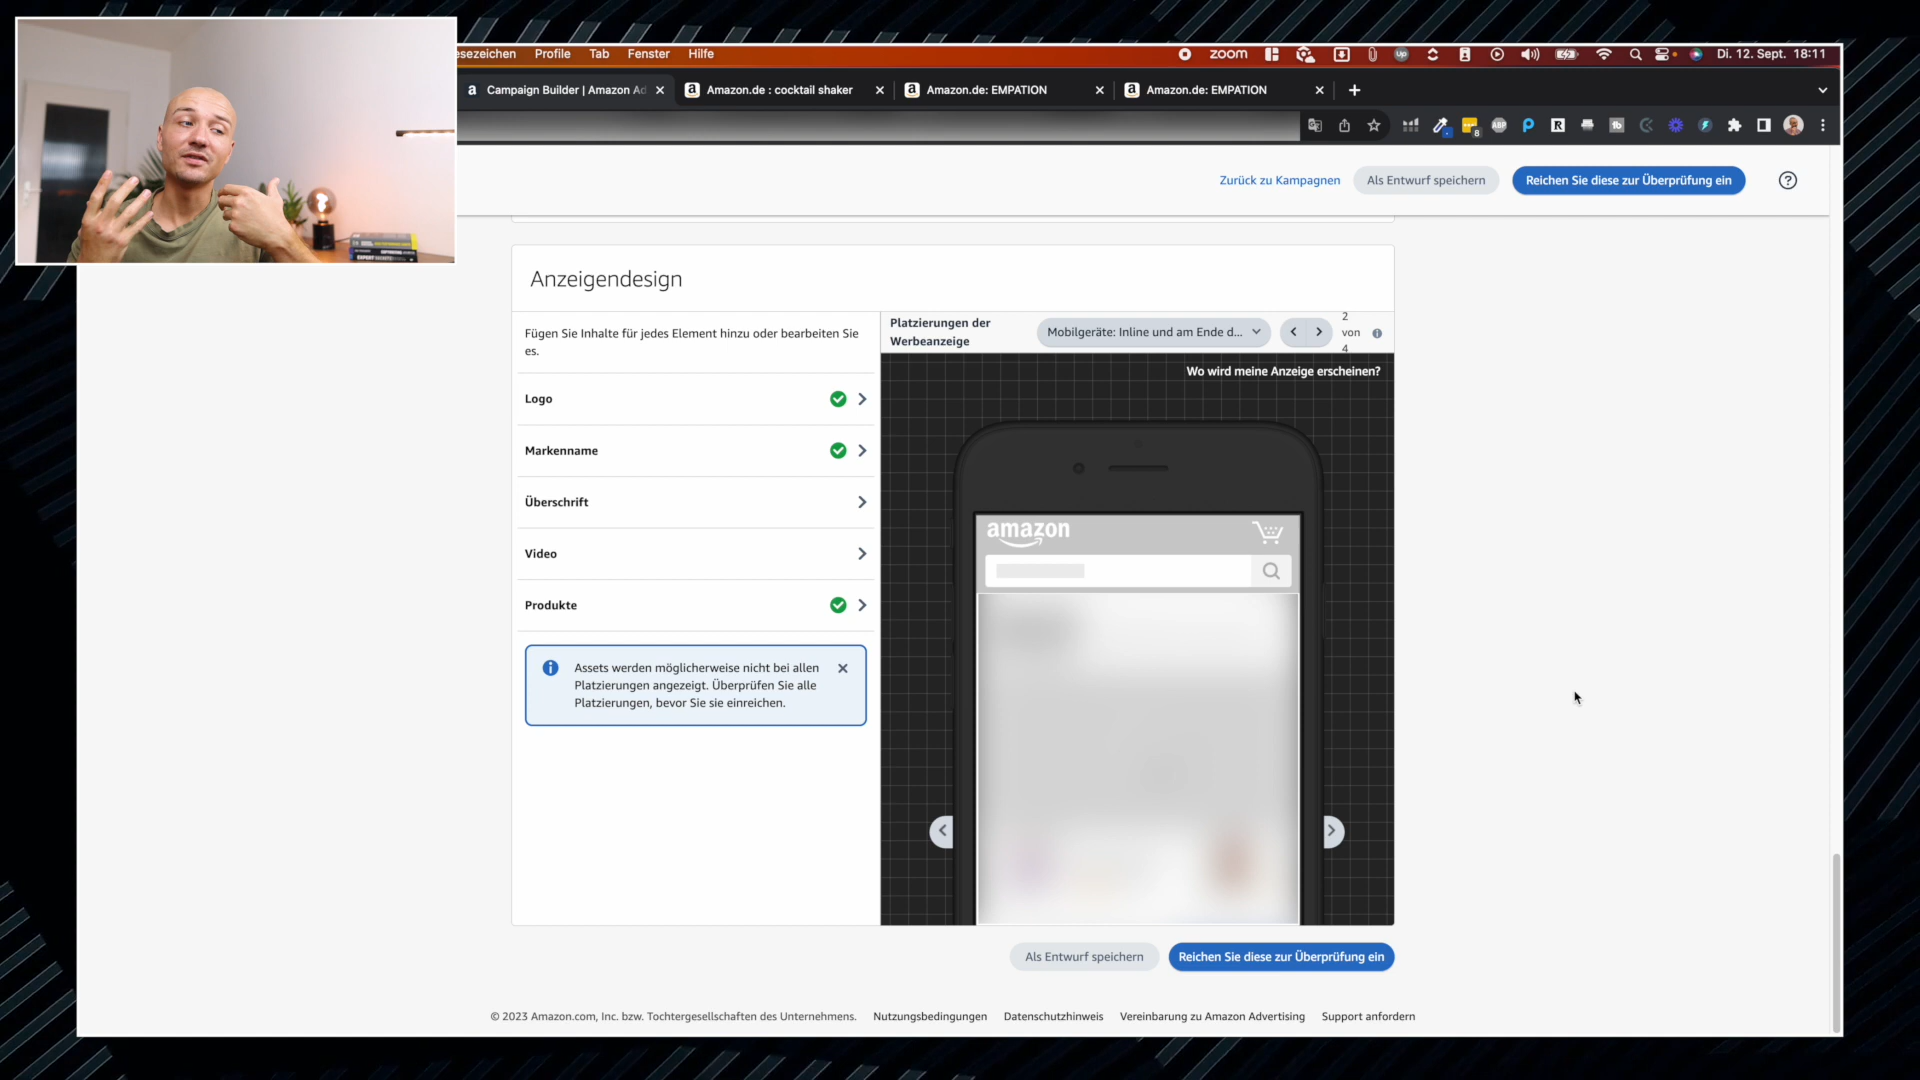 esezeichen Profile Tab Fenster Hilfe
zoom Di. 12. Sept. 18:11
Campaign Builder | Amazon Ad
Amazon.de : cocktail shaker
Amazon.de: EMPATION
Amazon.de: EMPATION
Zurück zu Kampagnen
Als Entwurf speichern
Reichen Sie diese zur Überprüfung ein
Anzeigendesign
Fügen Sie Inhalte für jedes Element hinzu oder bearbeiten Sie
es.
Logo
Markenname
Überschrift
Video
Produkte
Assets werden möglicherweise nicht bei allen
Platzierungen angezeigt. Überprüfen Sie alle
Platzierungen, bevor Sie sie einreichen.
Platzierungen der
Werbeanzeige
Mobilgeräte: Inline und am Ende d...
2
von
4
Wo wird meine Anzeige erscheinen?
amazon
Als Entwurf speichern
Reichen Sie diese zur Überprüfung ein
© 2023 Amazon.com, Inc. bzw. Tochtergesellschaften des Unternehmens. Nutzungsbedingungen Datenschutzhinweis Vereinbarung zu Amazon Advertising Support anfordern